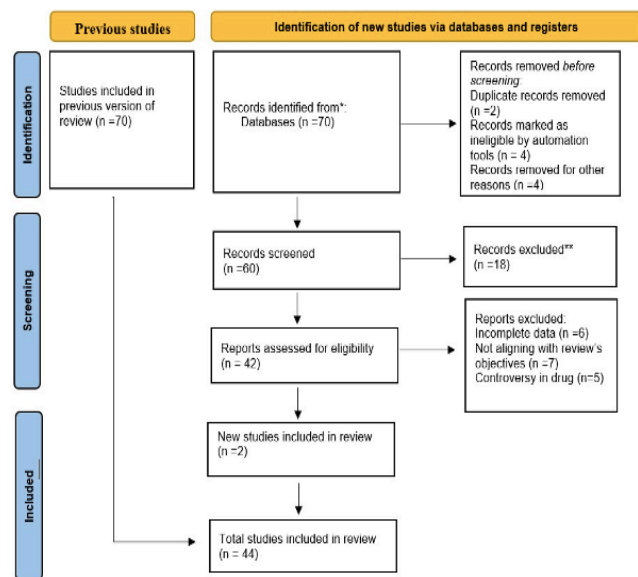 Previous studies
Identification of new studies via databases and registers
Identification
Studies included in
previous version of
review (n =70)
Records identified from*:
Databases (n =70)
Records removed before
screening:
Duplicate records removed
(n =2)
Records marked as
ineligible by automation
tools (n = 4)
Records removed for other
reasons (n =4)
Screening
Records screened
(n =60)
Records excluded**
(n =18)
Reports assessed for eligibility
(n = 42)
Reports excluded:
Incomplete data (n =6)
Not aligning with review's
objectives (n =7)
Controversy in drug (n=5)
Included
New studies included in review
(n =2)
Total studies included in review
(n = 44)